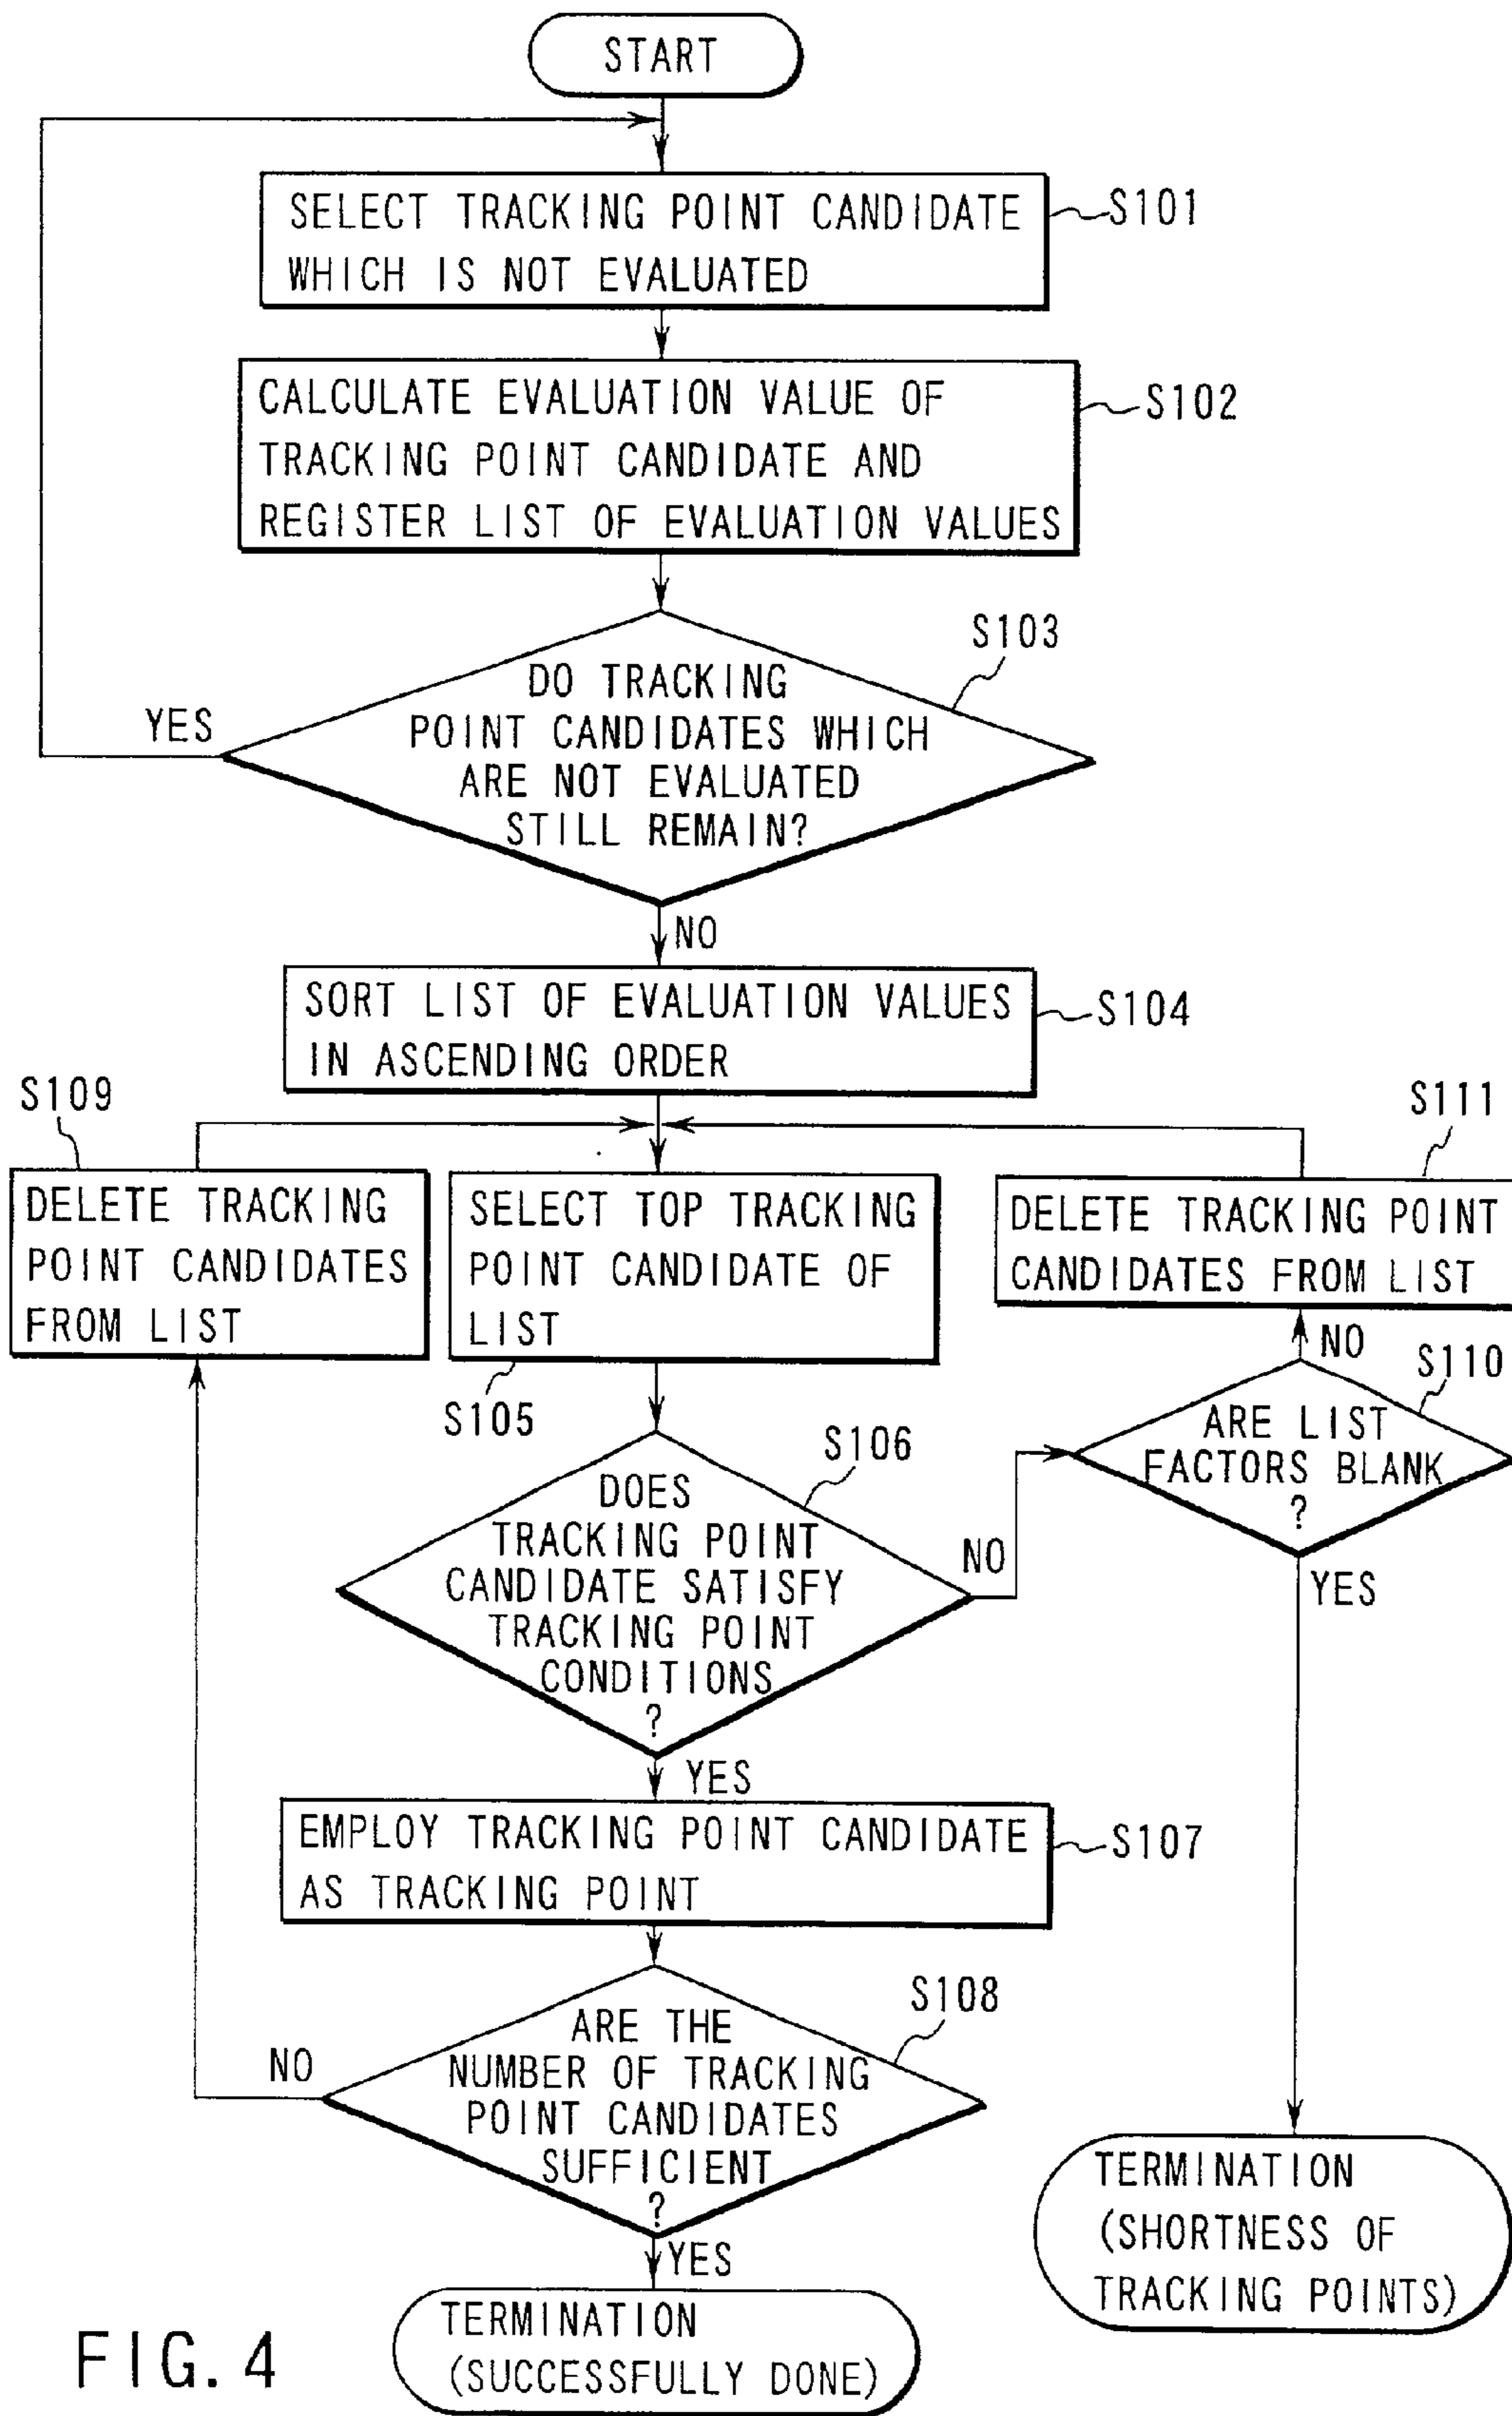 START
SELECT TRACKING POINT CANDIDATE
WHICH IS NOT EVALUATED
S101
CALCULATE EVALUATION VALUE OF
TRACKING POINT CANDIDATE AND
REGISTER LIST OF EVALUATION VALUES
S102
S103
DO TRACKING
POINT CANDIDATES WHICH
ARE NOT EVALUATED
STILL REMAIN?
YES
NO
SORT LIST OF EVALUATION VALUES
IN ASCENDING ORDER
S104
S109
DELETE TRACKING
POINT CANDIDATES
FROM LIST
SELECT TOP TRACKING
POINT CANDIDATE OF
LIST
S105
S111
DELETE TRACKING POINT
CANDIDATES FROM LIST
NO
S110
ARE LIST
FACTORS BLANK
?
YES
S106
DOES
TRACKING POINT
CANDIDATE SATISFY
TRACKING POINT
CONDITIONS
?
NO
YES
EMPLOY TRACKING POINT CANDIDATE
AS TRACKING POINT
S107
S108
ARE THE
NUMBER OF TRACKING
POINT CANDIDATES
SUFFICIENT
?
NO
YES
TERMINATION
(SHORTNESS OF
TRACKING POINTS)
TERMINATION
(SUCCESSFULLY DONE)
FIG. 4